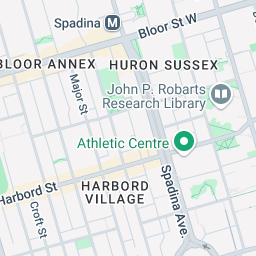 Spadina M
Bloor St W
BLOOR ANNEX
HURON SUSSEX
Major St
John P. Robarts
Research Library
Athletic Centre
HARBORD
VILLAGE
Harbord St
Croft St
Spadina Ave.